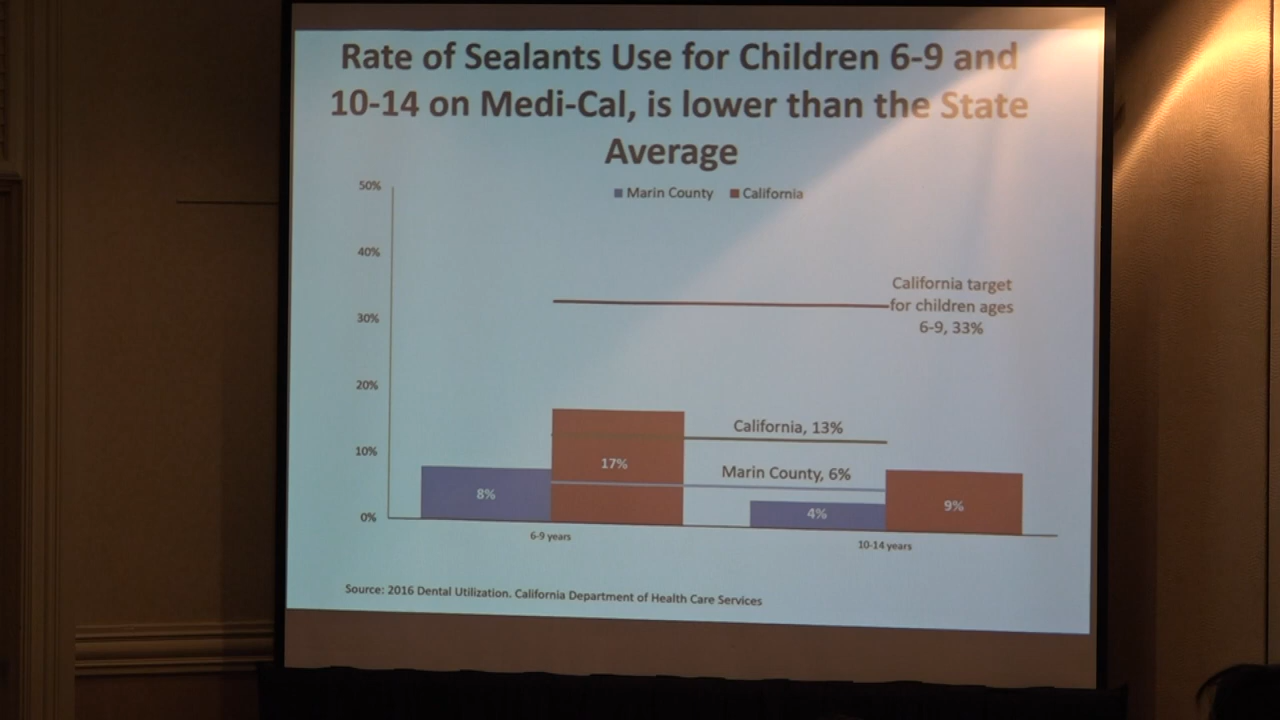 Rate of Sealants Use for Children 6-9 and
10-14 on Medi-Cal, is lower than the State
Average
Marin County California
50%
40%
30%
20%
10%
0%
California target
for children ages
6-9, 33%
California, 13%
Marin County, 6%
8%
17%
4%
9%
6-9 years
10-14 years
Source: 2016 Dental Utilization. California Department of Health Care Services